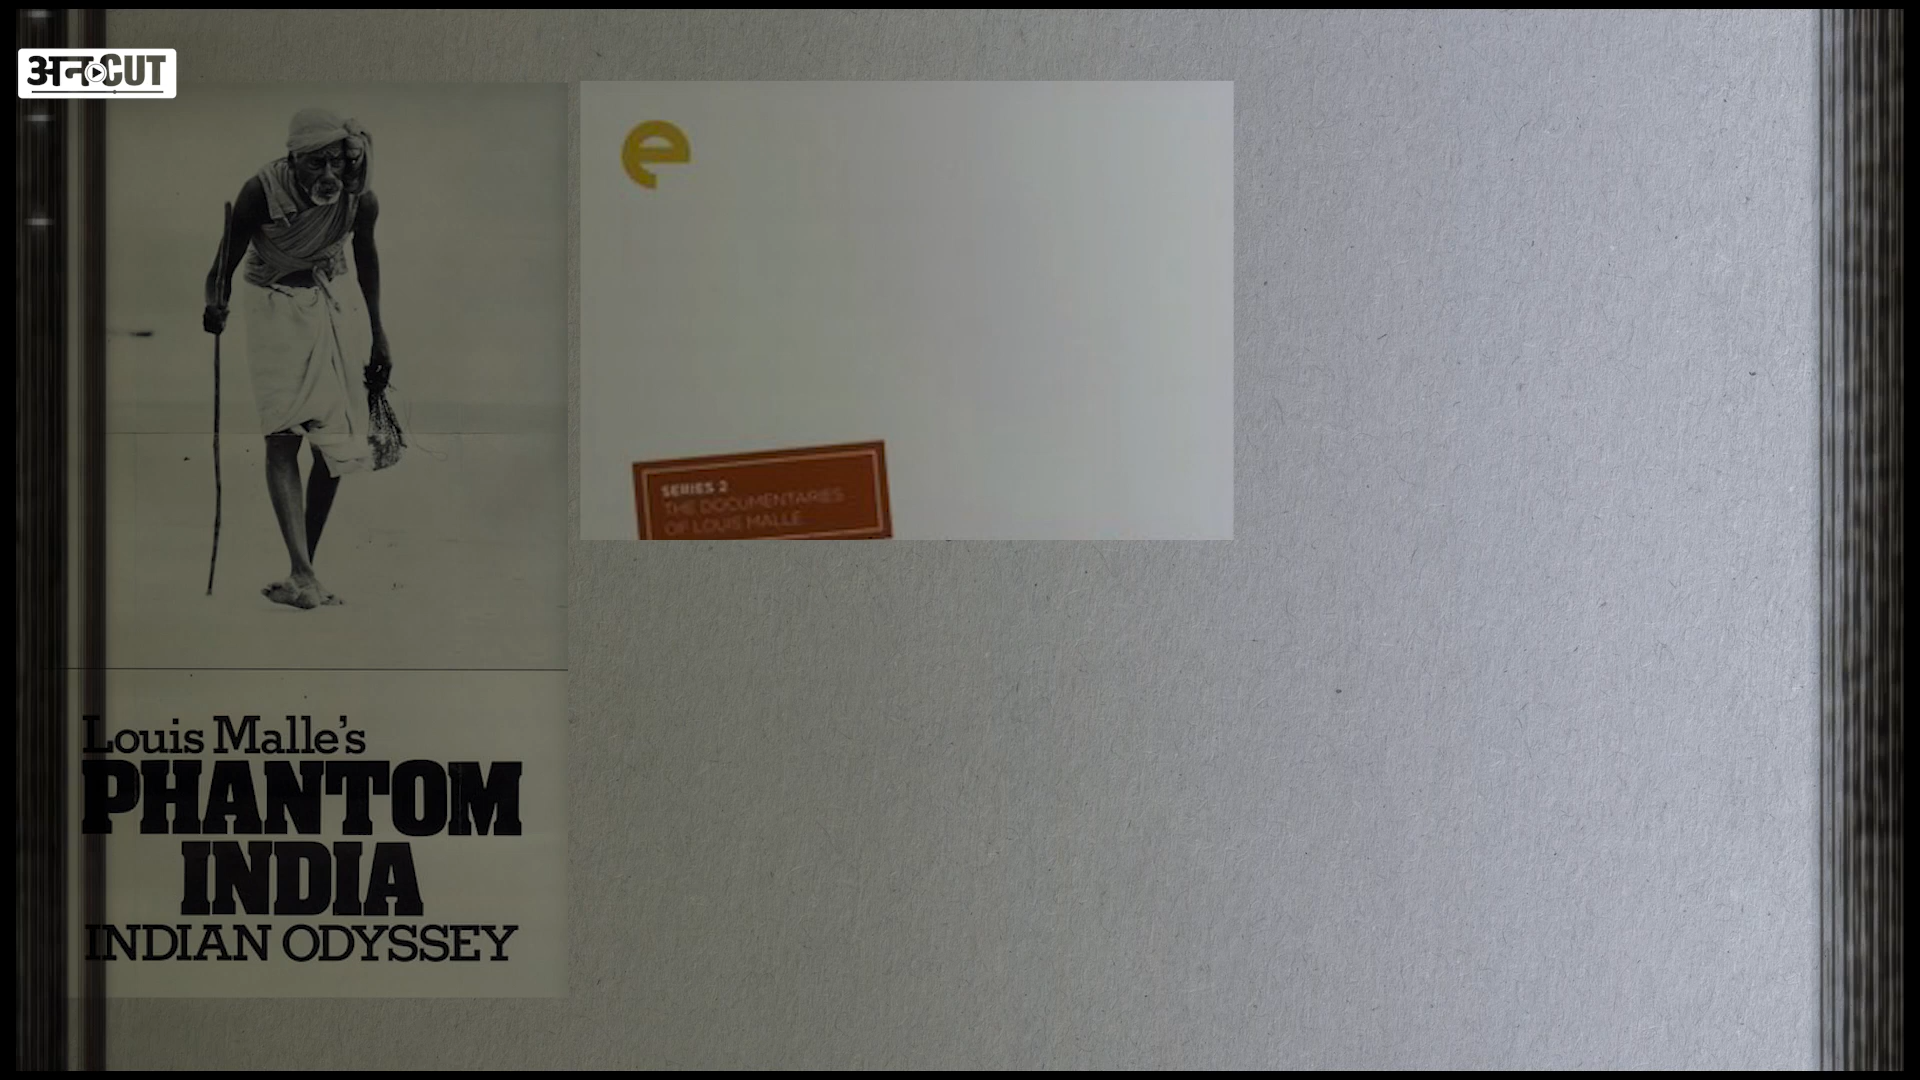 अनCUT
e
SERIES 2
THE DOCUMENTARIES
OF LOUIS MALLE
Louis Malle's
PHANTOM
INDIA
INDIAN ODYSSEY